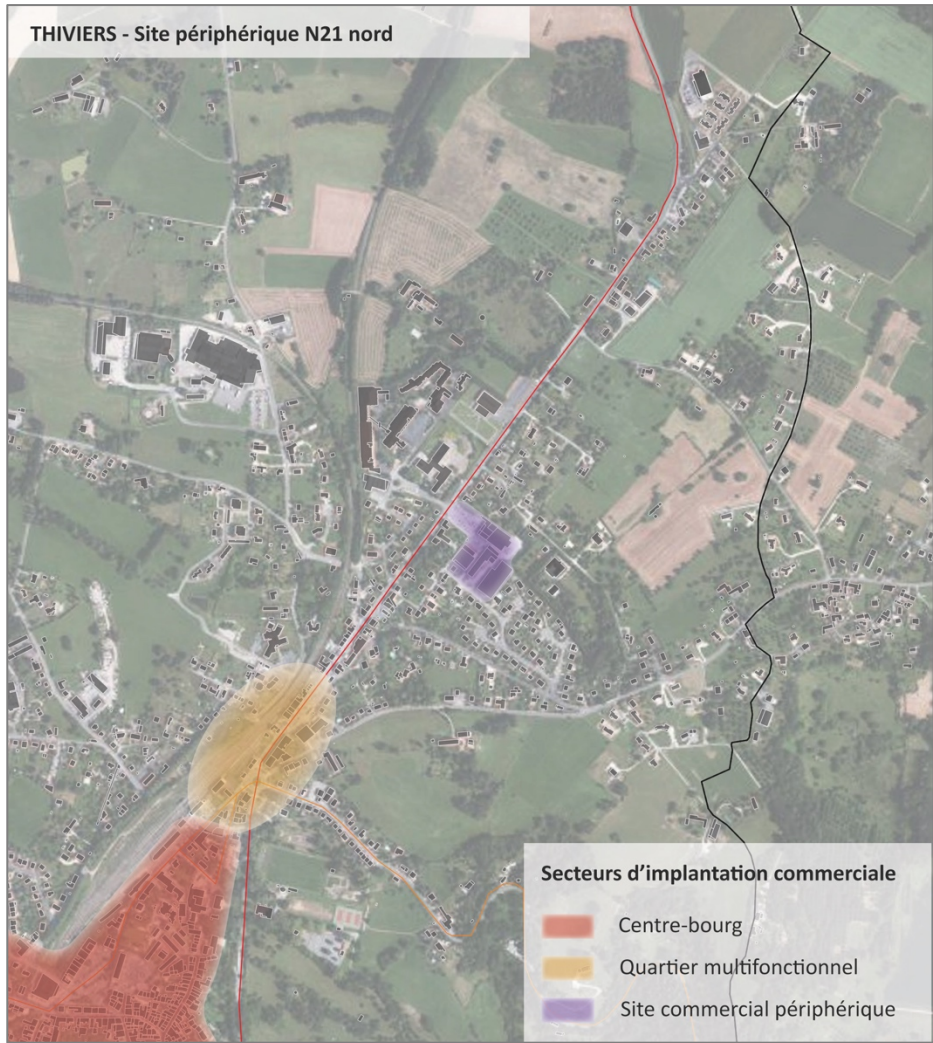 THIVIERS - Site périphérique N21 nord
Secteurs d'implantation commerciale
Centre-bourg
Quartier multifonctionnel
Site commercial périphérique